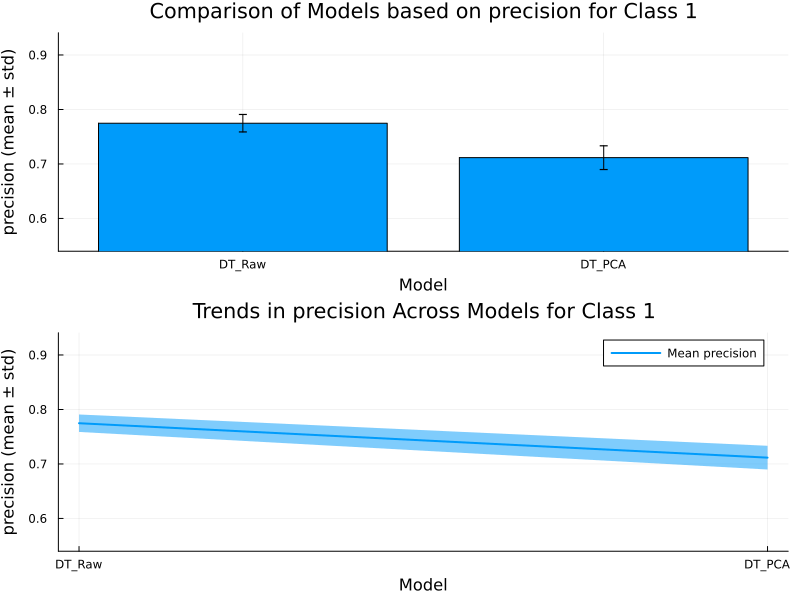 Comparison of Models based on precision for Class 1
precision (mean ± std)
0.9
0.8
0.7
0.6
DT_Raw
DT_PCA
Model
Trends in precision Across Models for Class 1
precision (mean ± std)
0.9
0.8
0.7
0.6
Mean precision
DT_Raw
DT_PCA
Model